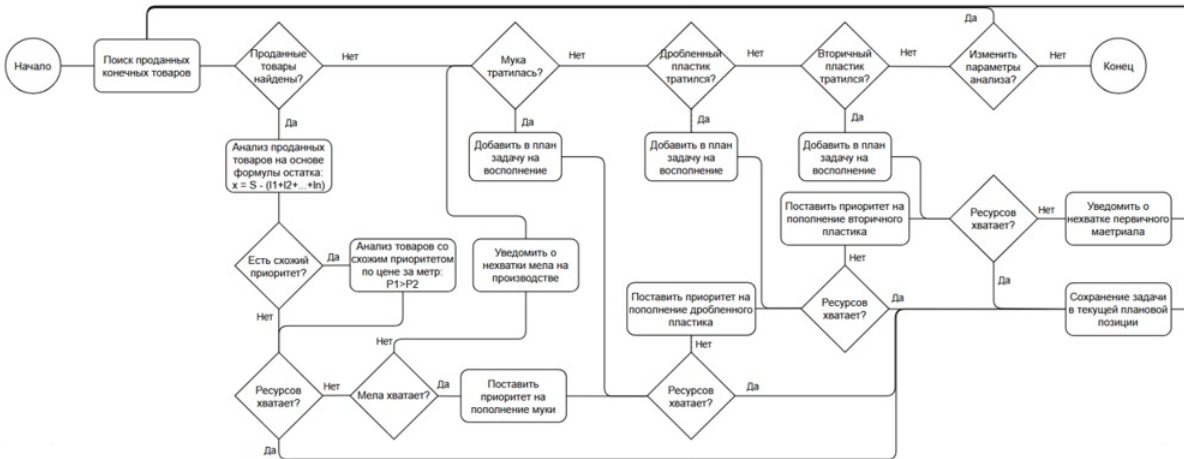 Да
Начало
Поиск проданных
конечных товаров
Проданные
товары
найдены?
Нет
Мука
тратилась?
Нет
Дробленный
пластик
тратился?
Нет
Вторичный
пластик
тратился?
Нет
Изменить
параметры
анализа?
Нет
Конец
Да
Да
Да
Да
Анализ проданных
товаров на основе
формулы остатка:
x = S - (I1+I2+...+In)
Добавить в план
задачу на
восполнение
Добавить в план
задачу на
восполнение
Добавить в план
задачу на
восполнение
Есть схожий
приоритет?
Да
Анализ товаров со
схожим приоритетом
по цене за метр:
P1>P2
Уведомить о
нехватки мела на
производстве
Поставить приоритет на
пополнение вторичного
пластика
Ресурсов
хватает?
Нет
Уведомить о
нехватке первичного
маетриала
Нет
Нет
Да
Поставить приоритет на
пополнение дробленного
пластика
Ресурсов
хватает?
Да
Сохранение задачи
в текущей плановой
позиции
Нет
Нет
Ресурсов
хватает?
Нет
Мела хватает?
Да
Поставить
приоритет на
пополнение муки
Ресурсов
хватает?
Да
Да